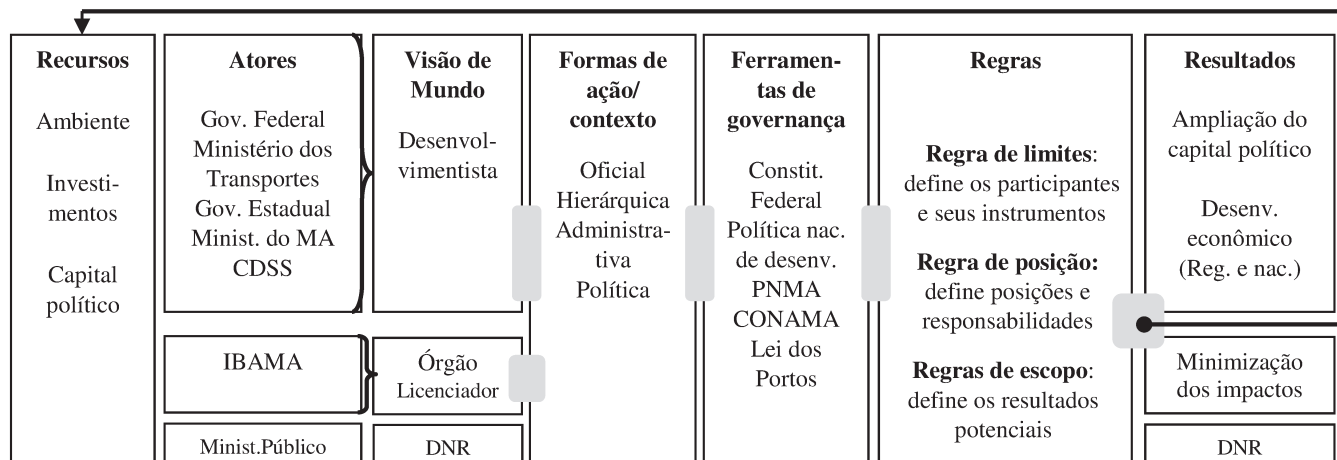 Recursos
Ambiente
Investi-
mentos
Capital
político
Atores
Gov. Federal
Ministério dos
Transportes
Gov. Estadual
Minist. do MA
CDSS
IBAMA
Minist.Público
Visão de
Mundo
Desenvol-
vimentista
Órgão
Licenciador
DNR
Formas de
ação/
contexto
Oficial
Hierárquica
Administra-
tiva
Política
Ferramen-
tas de
governança
Constit.
Federal
Política nac.
de desenv.
PNMA
CONAMA
Lei dos
Portos
Regras
Regra de limites:
define os participantes
e seus instrumentos
Regra de posição:
define posições e
responsabilidades
Regras de escopo:
define os resultados
potenciais
Resultados
Ampliação do
capital político
Desenv.
econômico
(Reg. e nac.)
Minimização
dos impactos
DNR